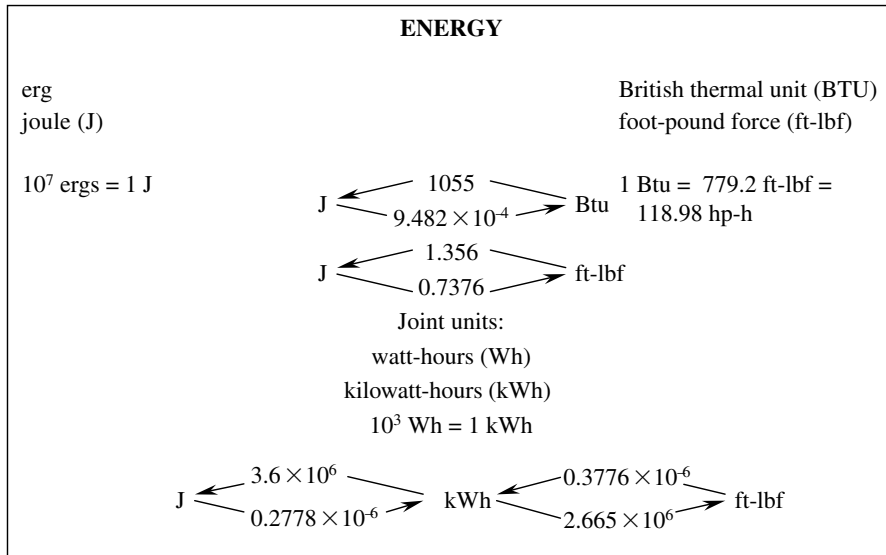 ENERGY
erg
British thermal unit (BTU)
joule (J)
foot-pound force (ft-lbf)
10⁷ ergs = 1 J
1055
J
Btu
9.482 × 10⁻⁴
1 Btu = 779.2 ft-lbf =
118.98 hp-h
1.356
J
ft-lbf
0.7376
Joint units:
watt-hours (Wh)
kilowatt-hours (kWh)
10³ Wh = 1 kWh
3.6 × 10⁶
0.3776 × 10⁻⁶
J
kWh
ft-lbf
0.2778 × 10⁻⁶
2.665 × 10⁶